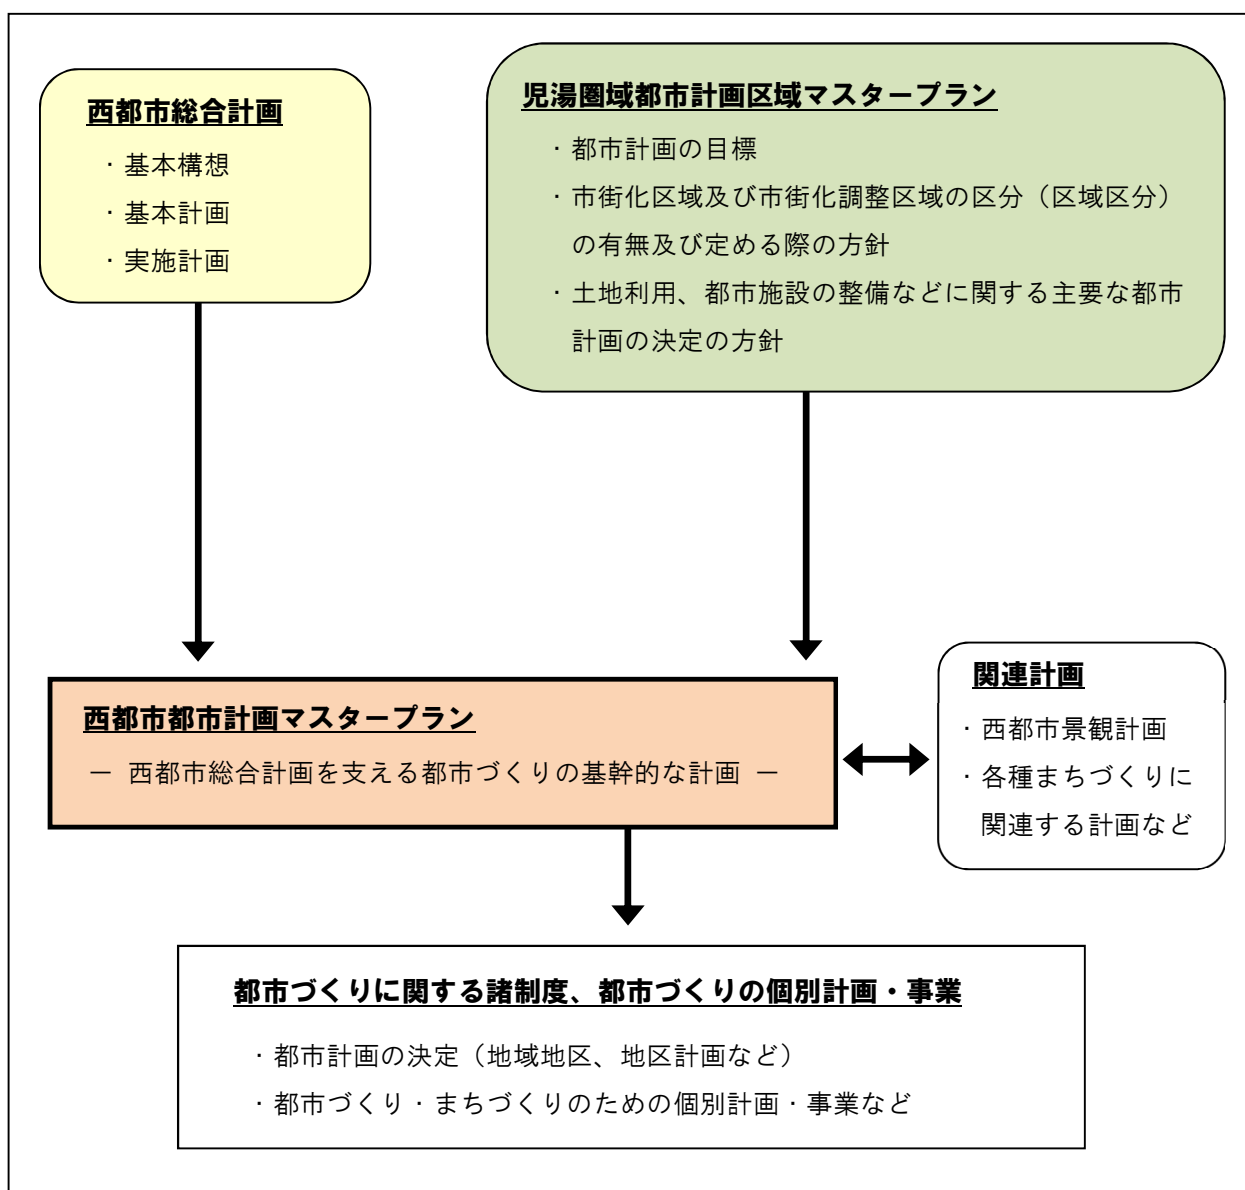 西都市総合計画
・基本構想
・基本計画
・実施計画
児湯圏域都市計画区域マスタープラン
・都市計画の目標
・市街化区域及び市街化調整区域の区分（区域区分）
の有無及び定める際の方針
・土地利用、都市施設の整備などに関する主要な都市
計画の決定の方針
西都市都市計画マスタープラン
― 西都市総合計画を支える都市づくりの基幹的な計画 ―
関連計画
・西都市景観計画
・各種まちづくりに
関連する計画など
都市づくりに関する諸制度、都市づくりの個別計画・事業
・都市計画の決定（地域地区、地区計画など）
・都市づくり・まちづくりのための個別計画・事業など